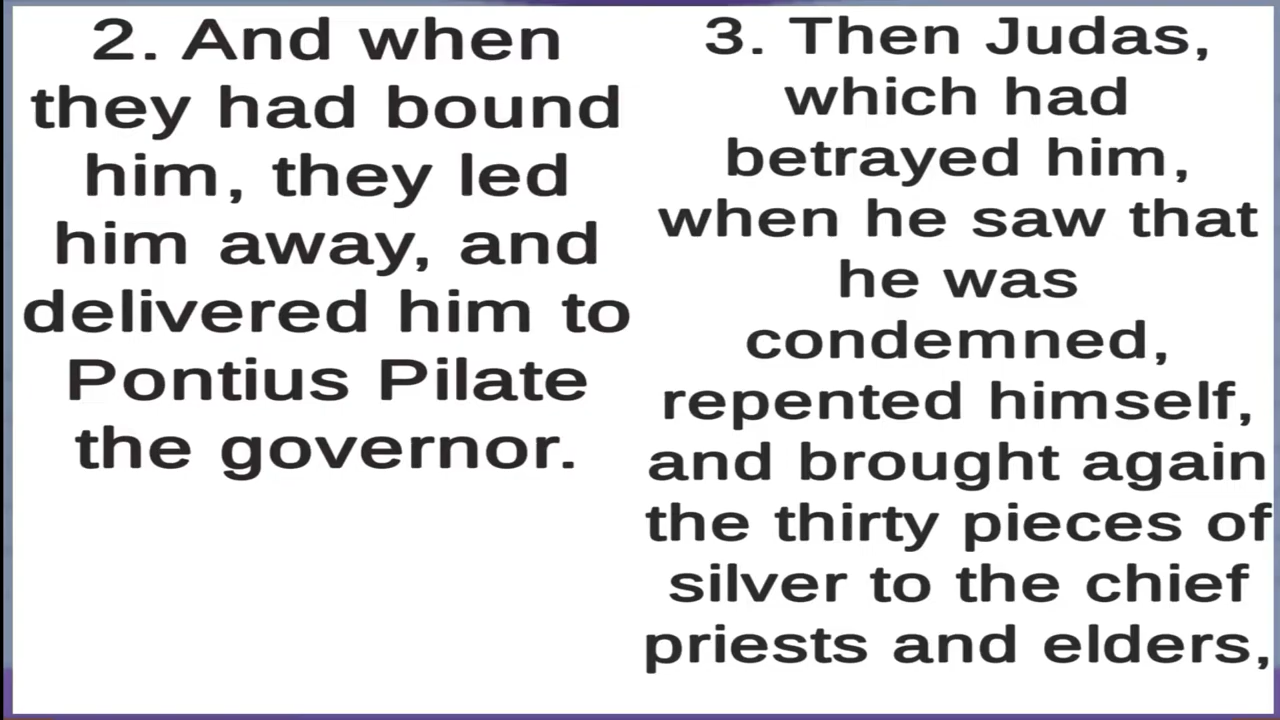 2. And when
they had bound
him, they led
him away, and
delivered him to
Pontius Pilate
the governor.
3. Then Judas,
which had
betrayed him,
when he saw that
he was
condemned,
repented himself,
and brought again
the thirty pieces of
silver to the chief
priests and elders,